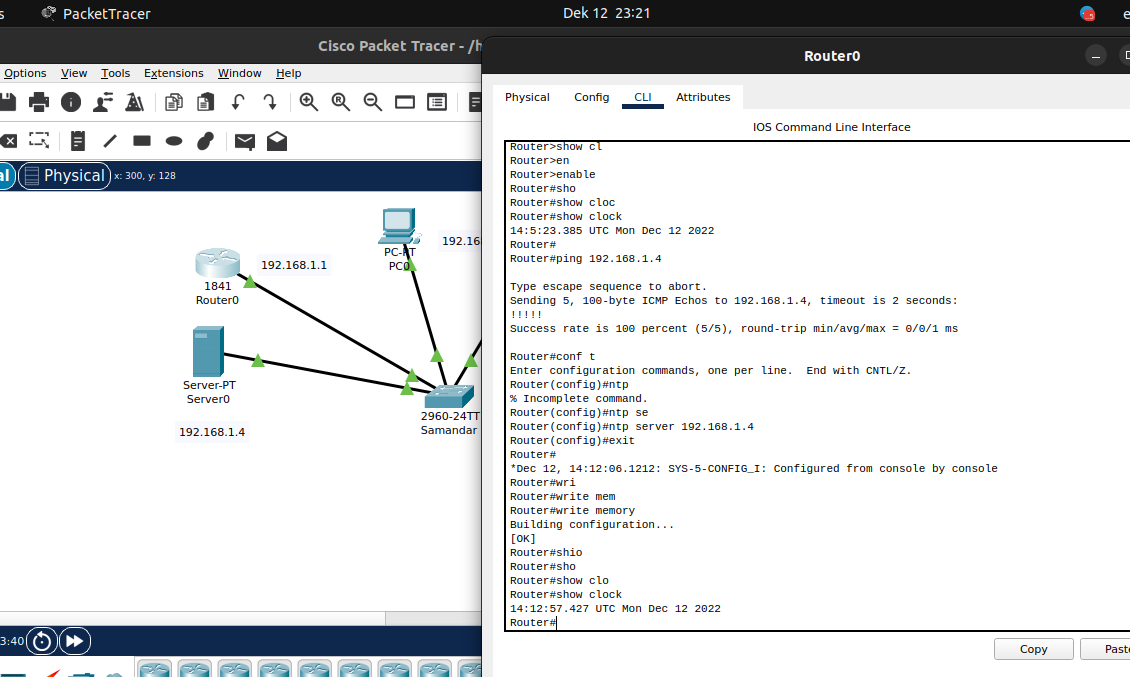 s
PacketTracer
Dek 12 23:21
e
Cisco Packet Tracer - /h
Options View Tools Extensions Window Help
al
Physical
x: 300, y: 128
192.168.1.1
1841
Router0
PC-PT
PC0
192.16
Server-PT
Server0
192.168.1.4
2960-24TT
Samandar
3:40
Router0
Physical Config CLI Attributes
IOS Command Line Interface
Router>show cl
Router>en
Router>enable
Router#sho
Router#show cloc
Router#show clock
14:5:23.385 UTC Mon Dec 12 2022
Router#
Router#ping 192.168.1.4
Type escape sequence to abort.
Sending 5, 100-byte ICMP Echos to 192.168.1.4, timeout is 2 seconds:
!!!!!
Success rate is 100 percent (5/5), round-trip min/avg/max = 0/0/1 ms
Router#conf t
Enter configuration commands, one per line.  End with CNTL/Z.
Router(config)#ntp
% Incomplete command.
Router(config)#ntp se
Router(config)#ntp server 192.168.1.4
Router(config)#exit
Router#
*Dec 12, 14:12:06.1212: SYS-5-CONFIG_I: Configured from console by console
Router#wri
Router#write mem
Router#write memory
Building configuration...
[OK]
Router#shio
Router#sho
Router#show clo
Router#show clock
14:12:57.427 UTC Mon Dec 12 2022
Router#
Copy
Paste